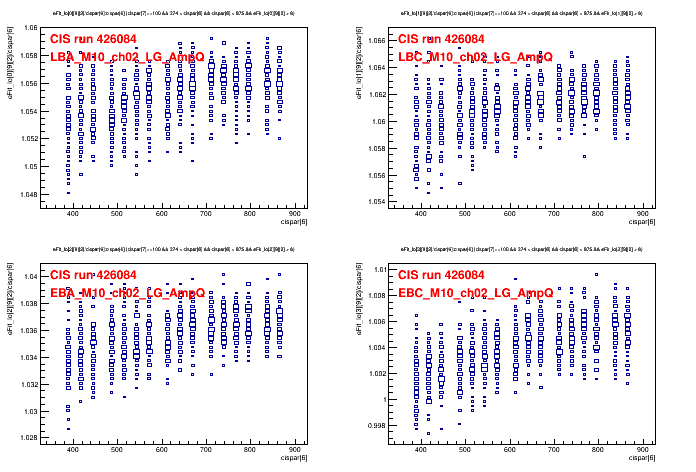 CIS run 426084
LBA_M10_ch02_LG_AmpQ
1.06
1.058
1.056
1.054
1.052
1.05
1.048
400 500 600 700 800 900
cispar[6]
CIS run 426084
LBC_M10_ch02_LG_AmpQ
1.066
1.064
1.062
1.06
1.058
1.056
1.054
400 500 600 700 800 900
cispar[6]
CIS run 426084
EBA_M10_ch02_LG_AmpQ
1.04
1.038
1.036
1.034
1.032
1.03
1.028
400 500 600 700 800 900
cispar[6]
CIS run 426084
EBC_M10_ch02_LG_AmpQ
1.01
1.008
1.006
1.004
1.002
1
0.998
400 500 600 700 800 900
cispar[6]